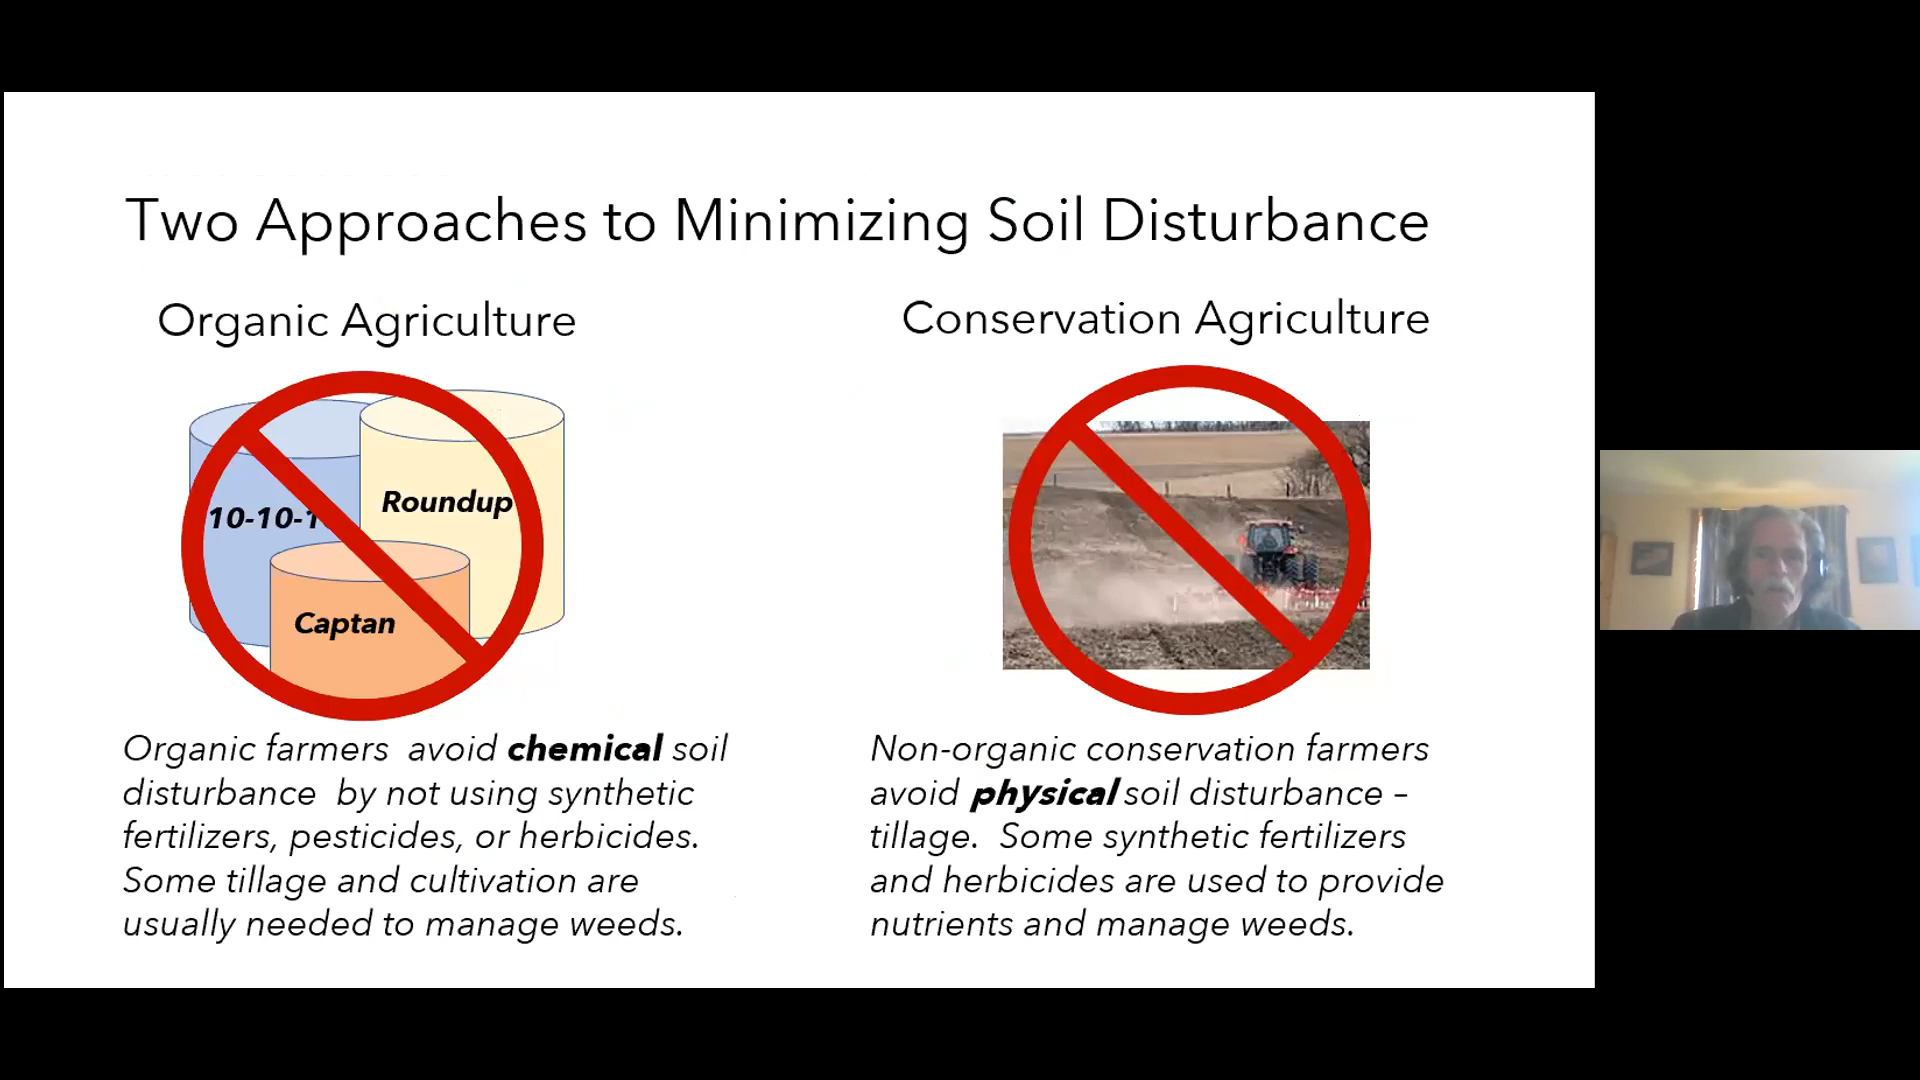 Two Approaches to Minimizing Soil Disturbance
Organic Agriculture
Conservation Agriculture
10-10-1
Roundup
Captan
Organic farmers avoid chemical soil
disturbance by not using synthetic
fertilizers, pesticides, or herbicides.
Some tillage and cultivation are
usually needed to manage weeds.
Non-organic conservation farmers
avoid physical soil disturbance –
tillage. Some synthetic fertilizers
and herbicides are used to provide
nutrients and manage weeds.